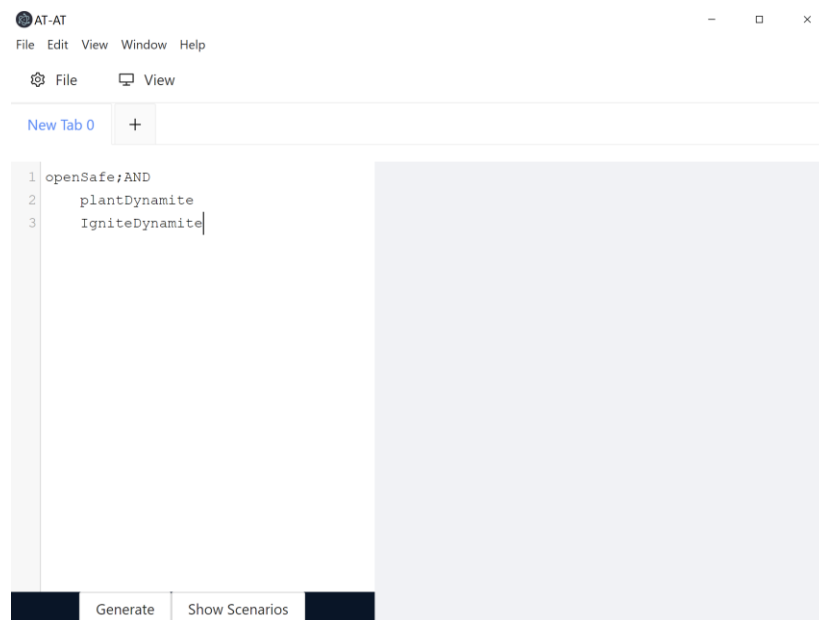 AT-AT
File Edit View Window Help
File View
New Tab 0 +
1 openSafe;AND
2 plantDynamite
3 IgniteDynamite
Generate Show Scenarios